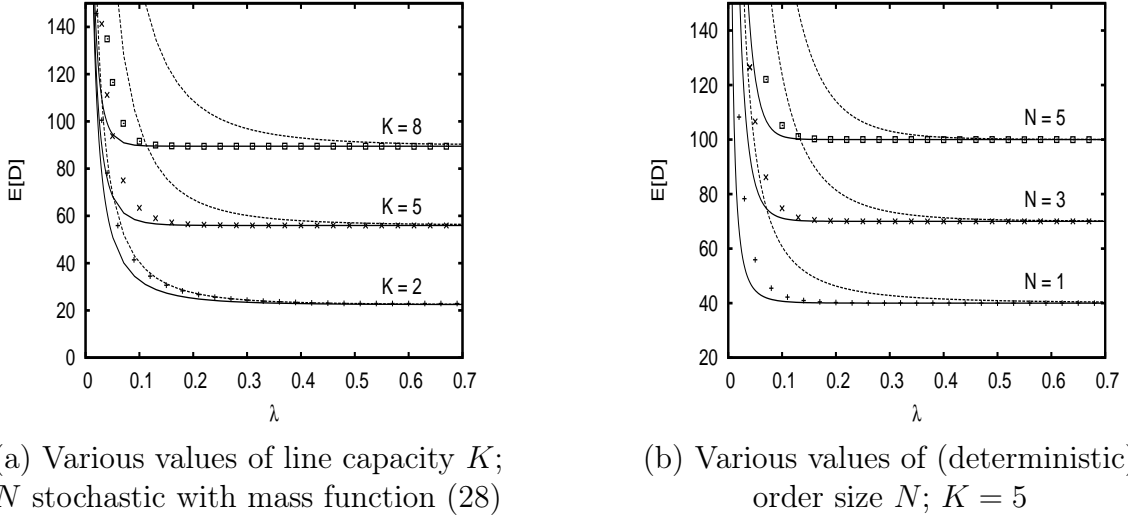 140
120
100
80
60
40
20
0
E[D]
K = 8
K = 5
K = 2
0 0.1 0.2 0.3 0.4 0.5 0.6 0.7
λ
140
120
100
80
60
40
20
E[D]
N = 5
N = 3
N = 1
0 0.1 0.2 0.3 0.4 0.5 0.6 0.7
λ
a) Various values of line capacity K;
N stochastic with mass function (28)
(b) Various values of (deterministic)
order size N; K = 5